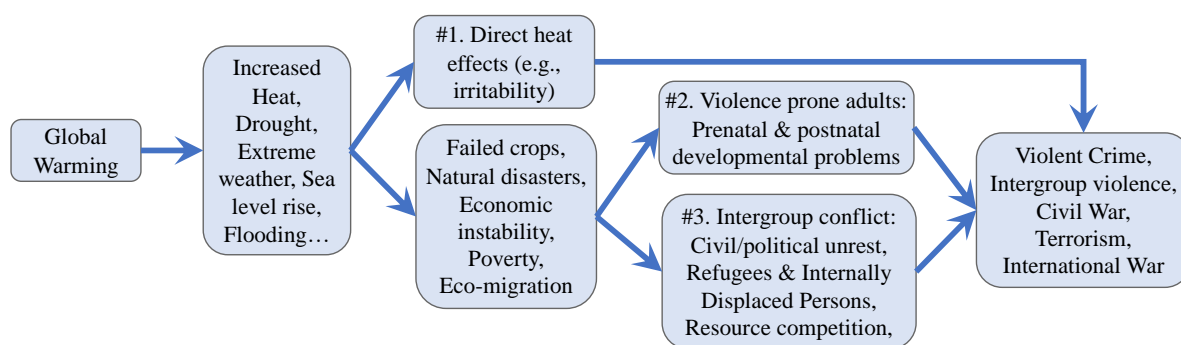 Global
Warming
Increased
Heat,
Drought,
Extreme
weather, Sea
level rise,
Flooding…
#1. Direct heat
effects (e.g.,
irritability)
Failed crops,
Natural disasters,
Economic
instability,
Poverty,
Eco-migration
#2. Violence prone adults:
Prenatal & postnatal
developmental problems
#3. Intergroup conflict:
Civil/political unrest,
Refugees & Internally
Displaced Persons,
Resource competition,
Violent Crime,
Intergroup violence,
Civil War,
Terrorism,
International War